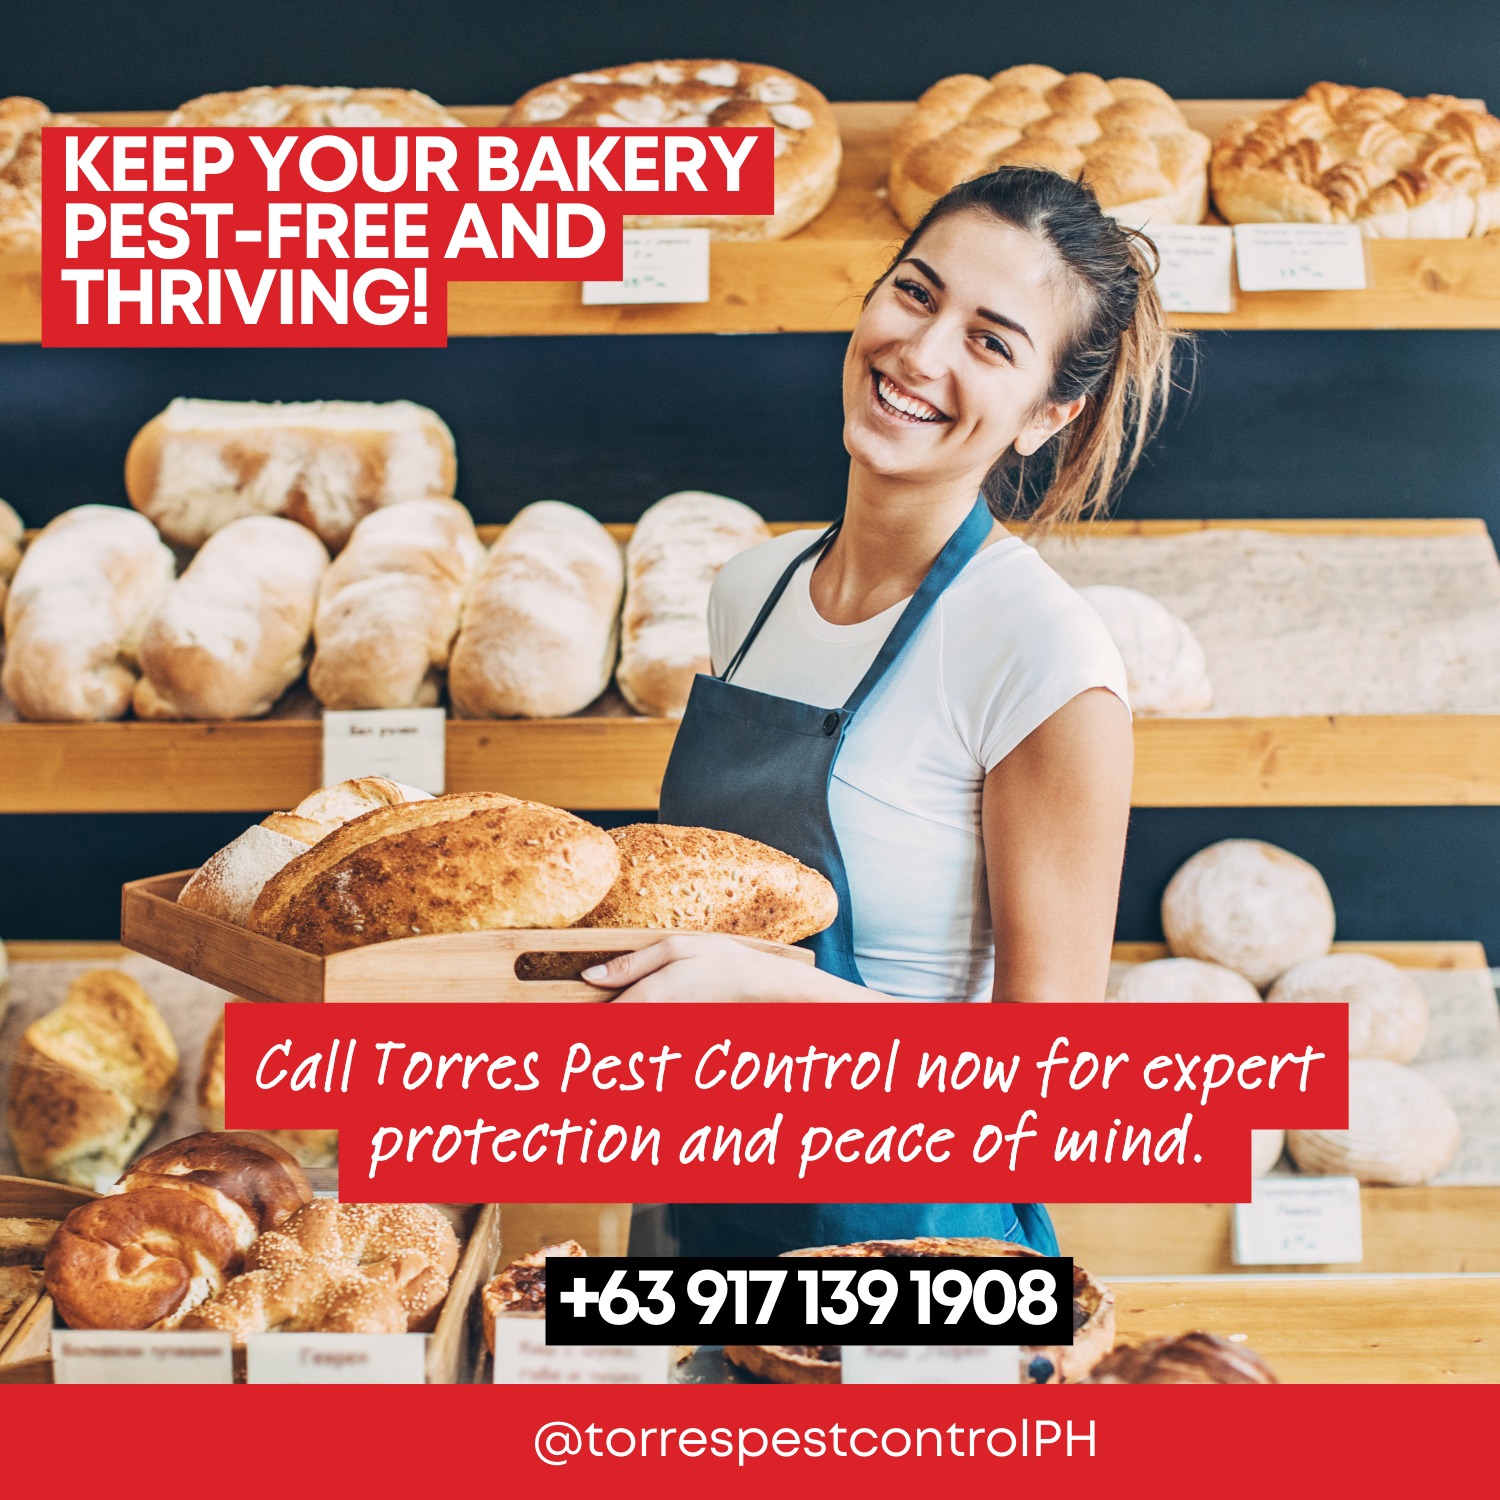 KEEP YOUR BAKERY
PEST-FREE AND
THRIVING!
Call Torres Pest Control now for expert
protection and peace of mind.
+63 917 139 1908
@torrespestcontrolPH